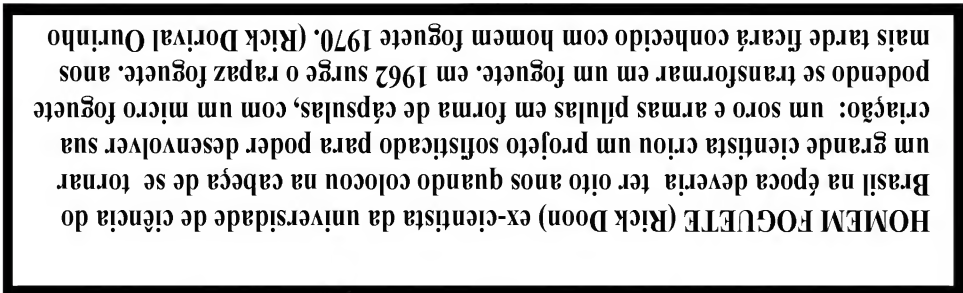 HOMEM FOGUETE (Rick Doon) ex-cientista da universidade de ciência do
Brasil na época deveria ter oito anos quando colocou na cabeça de se tornar
um grande cientista criou um projeto sofisticado para poder desenvolver sua
criação: um soro e armas pílulas em forma de cápsulas, com um micro foguete
podendo se transformar em um foguete. em 1962 surge o rapaz foguete. anos
mais tarde ficará conhecido com homem foguete 1970. (Rick Dorival Ourinho